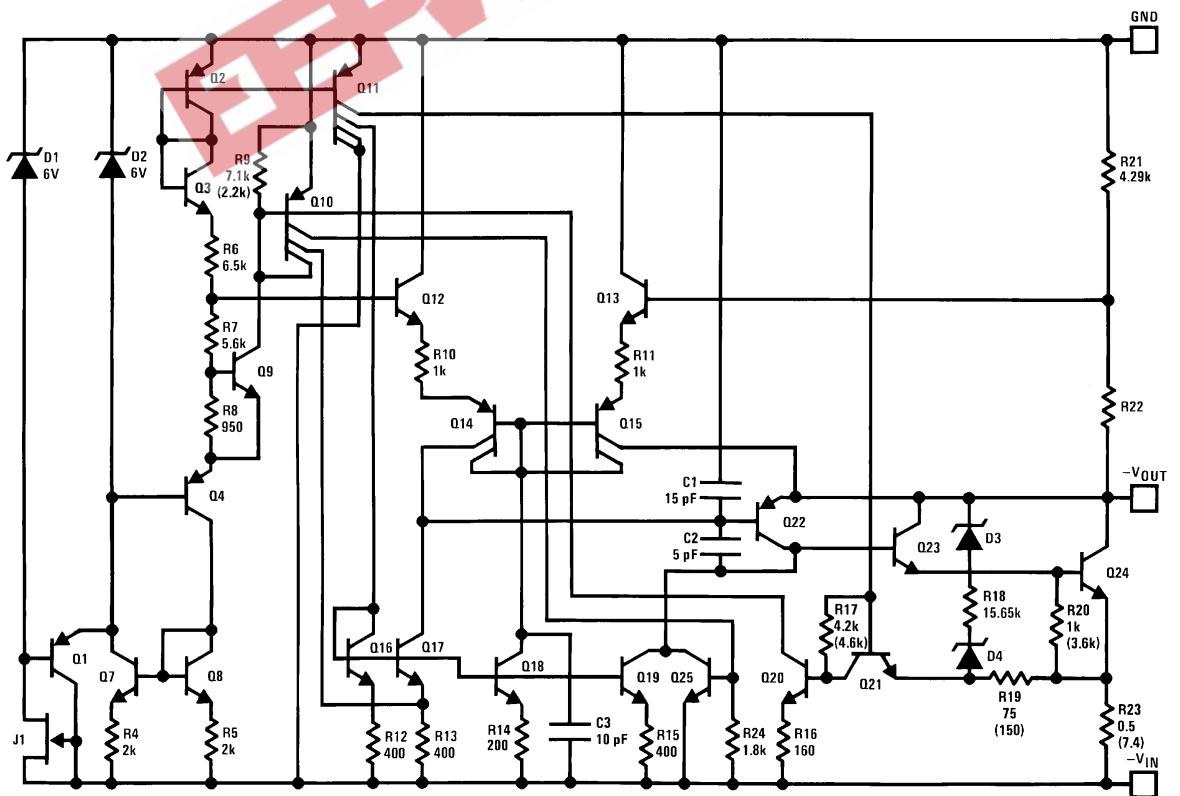 GND
Q2
Q11
D1
6V
D2
6V
R9
7.1k
(2.2k)
Q3
Q10
R21
4.29k
R6
6.5k
Q12
Q13
R7
5.6k
Q9
R10
1k
R11
1k
R8
950
Q14
Q15
R22
Q4
C1
15 pF
-VOUT
Q22
C2
5 pF
Q23
D3
Q24
R18
15.65k
R20
1k
(3.6k)
R17
4.2k
(4.6k)
Q1
Q7
Q8
Q16
Q17
Q18
Q19
Q25
Q20
Q21
D4
R19
75
(150)
J1
R4
2k
R5
2k
R12
400
R13
400
R14
200
C3
10 pF
R15
400
R24
1.8k
R16
160
R23
0.5
(7.4)
-VIN